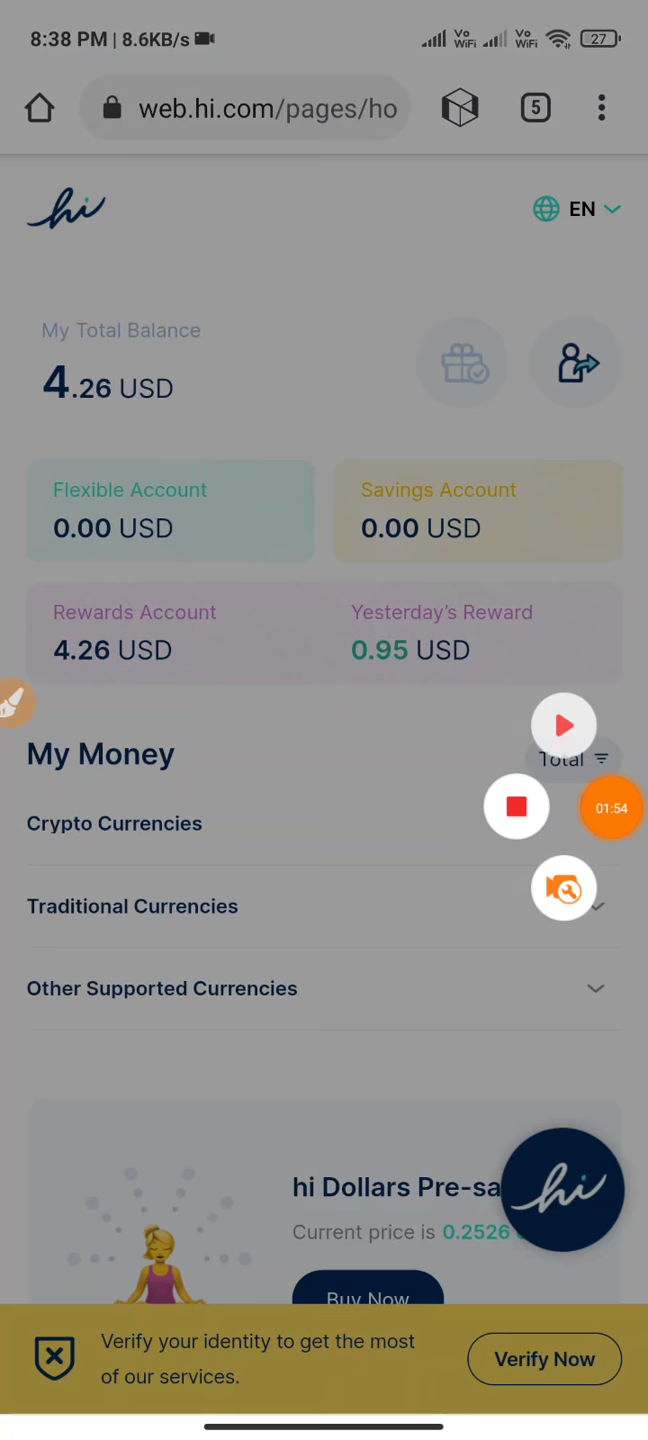 8:38 PM | 8.6KB/s
Vo WiFi Vo WiFi 27
web.hi.com/pages/ho
5
hi
EN
My Total Balance
4.26 USD
Flexible Account
0.00 USD
Savings Account
0.00 USD
Rewards Account
4.26 USD
Yesterday's Reward
0.95 USD
My Money
Total
Crypto Currencies
01:54
Traditional Currencies
Other Supported Currencies
hi Dollars Pre-sa
hi
Current price is 0.2526
Buy Now
Verify your identity to get the most
of our services.
Verify Now